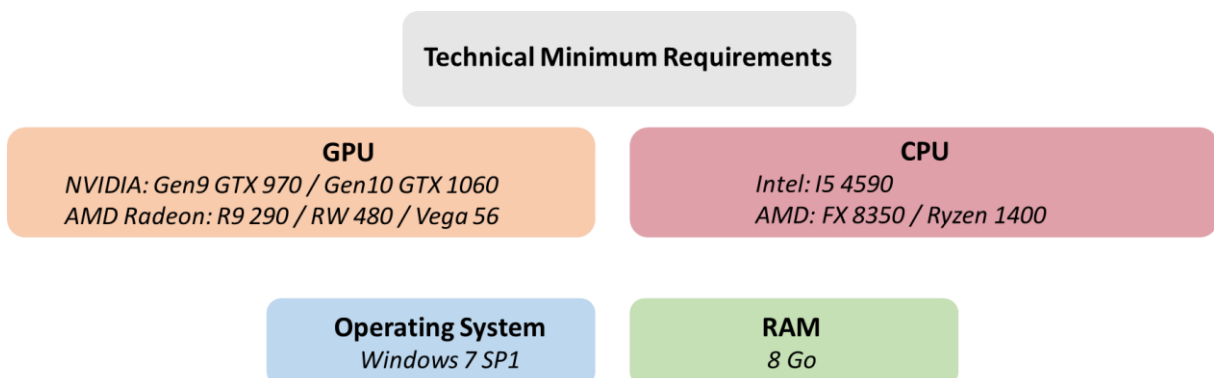 Technical Minimum Requirements
GPU
NVIDIA: Gen9 GTX 970 / Gen10 GTX 1060
AMD Radeon: R9 290 / RW 480 / Vega 56
CPU
Intel: I5 4590
AMD: FX 8350 / Ryzen 1400
Operating System
Windows 7 SP1
RAM
8 Go